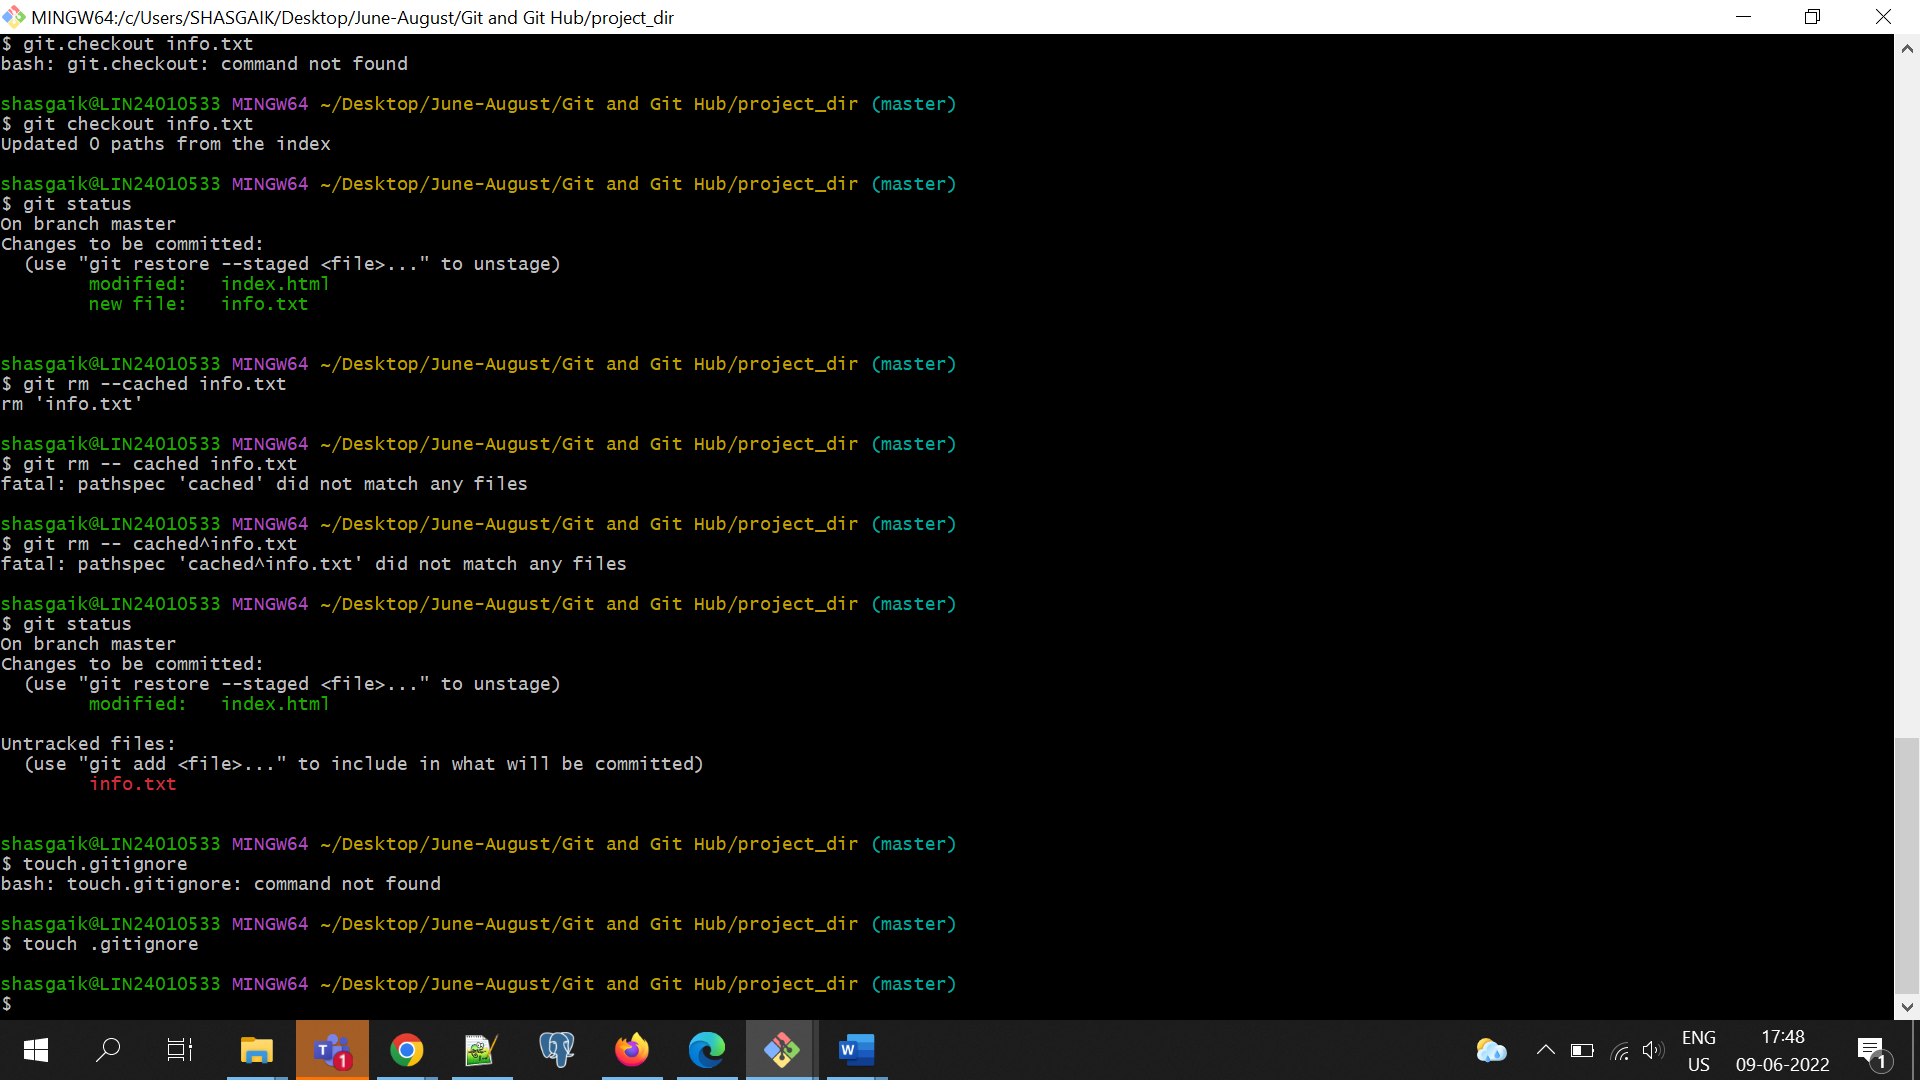 MINGW64:/c/Users/SHASGAIK/Desktop/June-August/Git and Git Hub/project_dir
$ git.checkout info.txt
bash: git.checkout: command not found
shasgaik@LIN24010533 MINGW64 ~/Desktop/June-August/Git and Git Hub/project_dir (master)
$ git checkout info.txt
Updated 0 paths from the index
shasgaik@LIN24010533 MINGW64 ~/Desktop/June-August/Git and Git Hub/project_dir (master)
$ git status
On branch master
Changes to be committed:
(use "git restore --staged <file>..." to unstage)
modified: index.html
new file: info.txt
shasgaik@LIN24010533 MINGW64 ~/Desktop/June-August/Git and Git Hub/project_dir (master)
$ git rm --cached info.txt
rm 'info.txt'
shasgaik@LIN24010533 MINGW64 ~/Desktop/June-August/Git and Git Hub/project_dir (master)
$ git rm -- cached info.txt
fatal: pathspec 'cached' did not match any files
shasgaik@LIN24010533 MINGW64 ~/Desktop/June-August/Git and Git Hub/project_dir (master)
$ git rm -- cached^info.txt
fatal: pathspec 'cached^info.txt' did not match any files
shasgaik@LIN24010533 MINGW64 ~/Desktop/June-August/Git and Git Hub/project_dir (master)
$ git status
On branch master
Changes to be committed:
(use "git restore --staged <file>..." to unstage)
modified: index.html
Untracked files:
(use "git add <file>..." to include in what will be committed)
info.txt
shasgaik@LIN24010533 MINGW64 ~/Desktop/June-August/Git and Git Hub/project_dir (master)
$ touch.gitignore
bash: touch.gitignore: command not found
shasgaik@LIN24010533 MINGW64 ~/Desktop/June-August/Git and Git Hub/project_dir (master)
$ touch .gitignore
shasgaik@LIN24010533 MINGW64 ~/Desktop/June-August/Git and Git Hub/project_dir (master)
$
T 1
W
ENG
US
17:48
09-06-2022
1